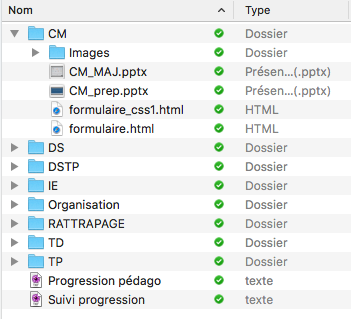 Nom Type
CM Dossier
Images Dossier
CM_MAJ.pptx Présen...(.pptx)
CM_prep.pptx Présen...(.pptx)
formulaire_css1.html HTML
formulaire.html HTML
DS Dossier
DSTP Dossier
IE Dossier
Organisation Dossier
RATTRAPAGE Dossier
TD Dossier
TP Dossier
Progression pédago texte
Suivi progression texte